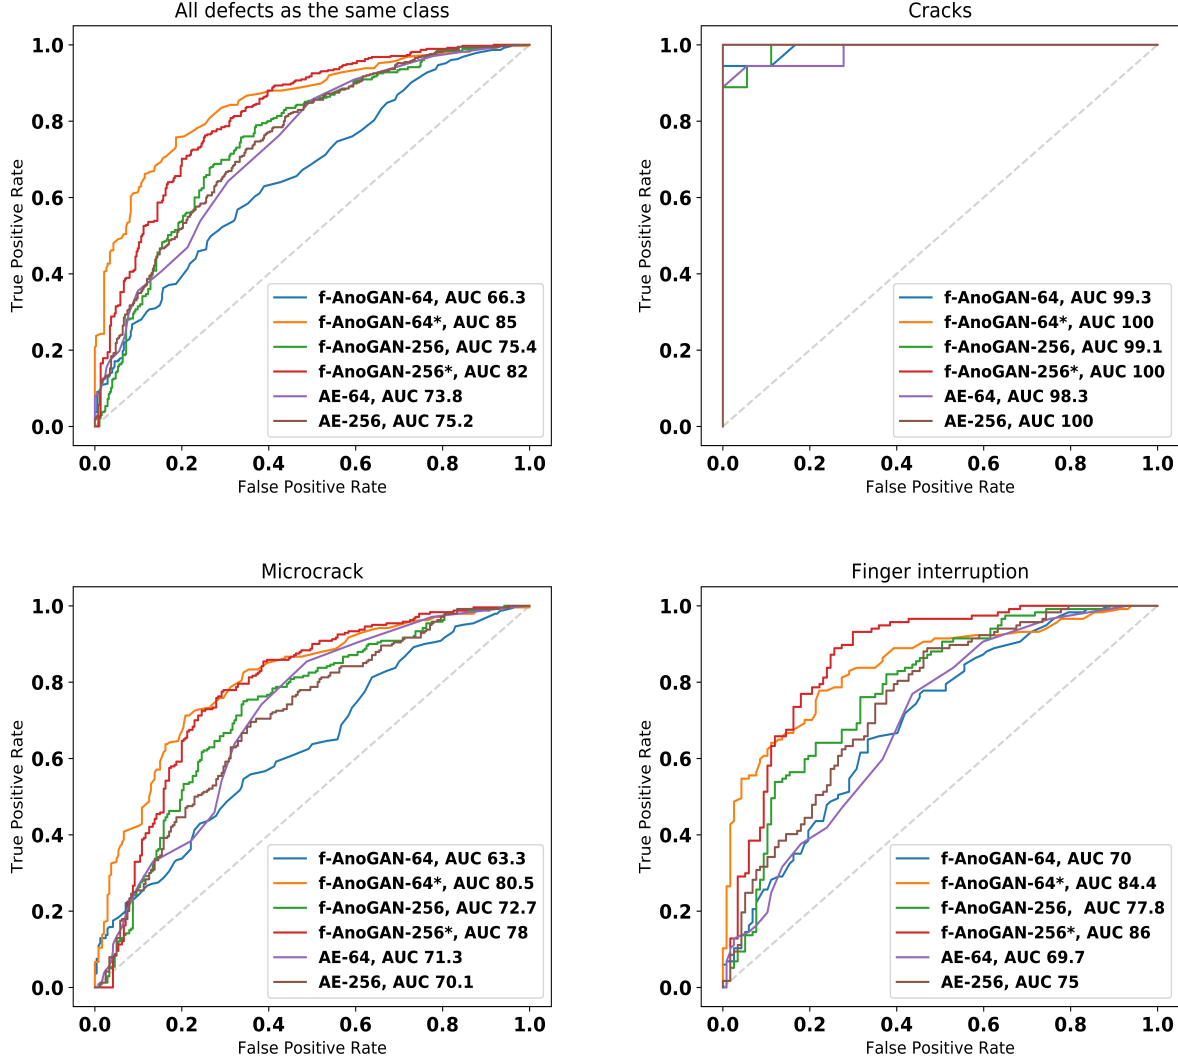 All defects as the same class
True Positive Rate
1.0
0.8
0.6
0.4
0.2
0.0
f-AnoGAN-64, AUC 66.3
f-AnoGAN-64*, AUC 85
f-AnoGAN-256, AUC 75.4
f-AnoGAN-256*, AUC 82
AE-64, AUC 73.8
AE-256, AUC 75.2
0.0 0.2 0.4 0.6 0.8 1.0
False Positive Rate
Cracks
True Positive Rate
1.0
0.8
0.6
0.4
0.2
0.0
f-AnoGAN-64, AUC 99.3
f-AnoGAN-64*, AUC 100
f-AnoGAN-256, AUC 99.1
f-AnoGAN-256*, AUC 100
AE-64, AUC 98.3
AE-256, AUC 100
0.0 0.2 0.4 0.6 0.8 1.0
False Positive Rate
Microcrack
True Positive Rate
1.0
0.8
0.6
0.4
0.2
0.0
f-AnoGAN-64, AUC 63.3
f-AnoGAN-64*, AUC 80.5
f-AnoGAN-256, AUC 72.7
f-AnoGAN-256*, AUC 78
AE-64, AUC 71.3
AE-256, AUC 70.1
0.0 0.2 0.4 0.6 0.8 1.0
False Positive Rate
Finger interruption
True Positive Rate
1.0
0.8
0.6
0.4
0.2
0.0
f-AnoGAN-64, AUC 70
f-AnoGAN-64*, AUC 84.4
f-AnoGAN-256,  AUC 77.8
f-AnoGAN-256*, AUC 86
AE-64, AUC 69.7
AE-256, AUC 75
0.0 0.2 0.4 0.6 0.8 1.0
False Positive Rate